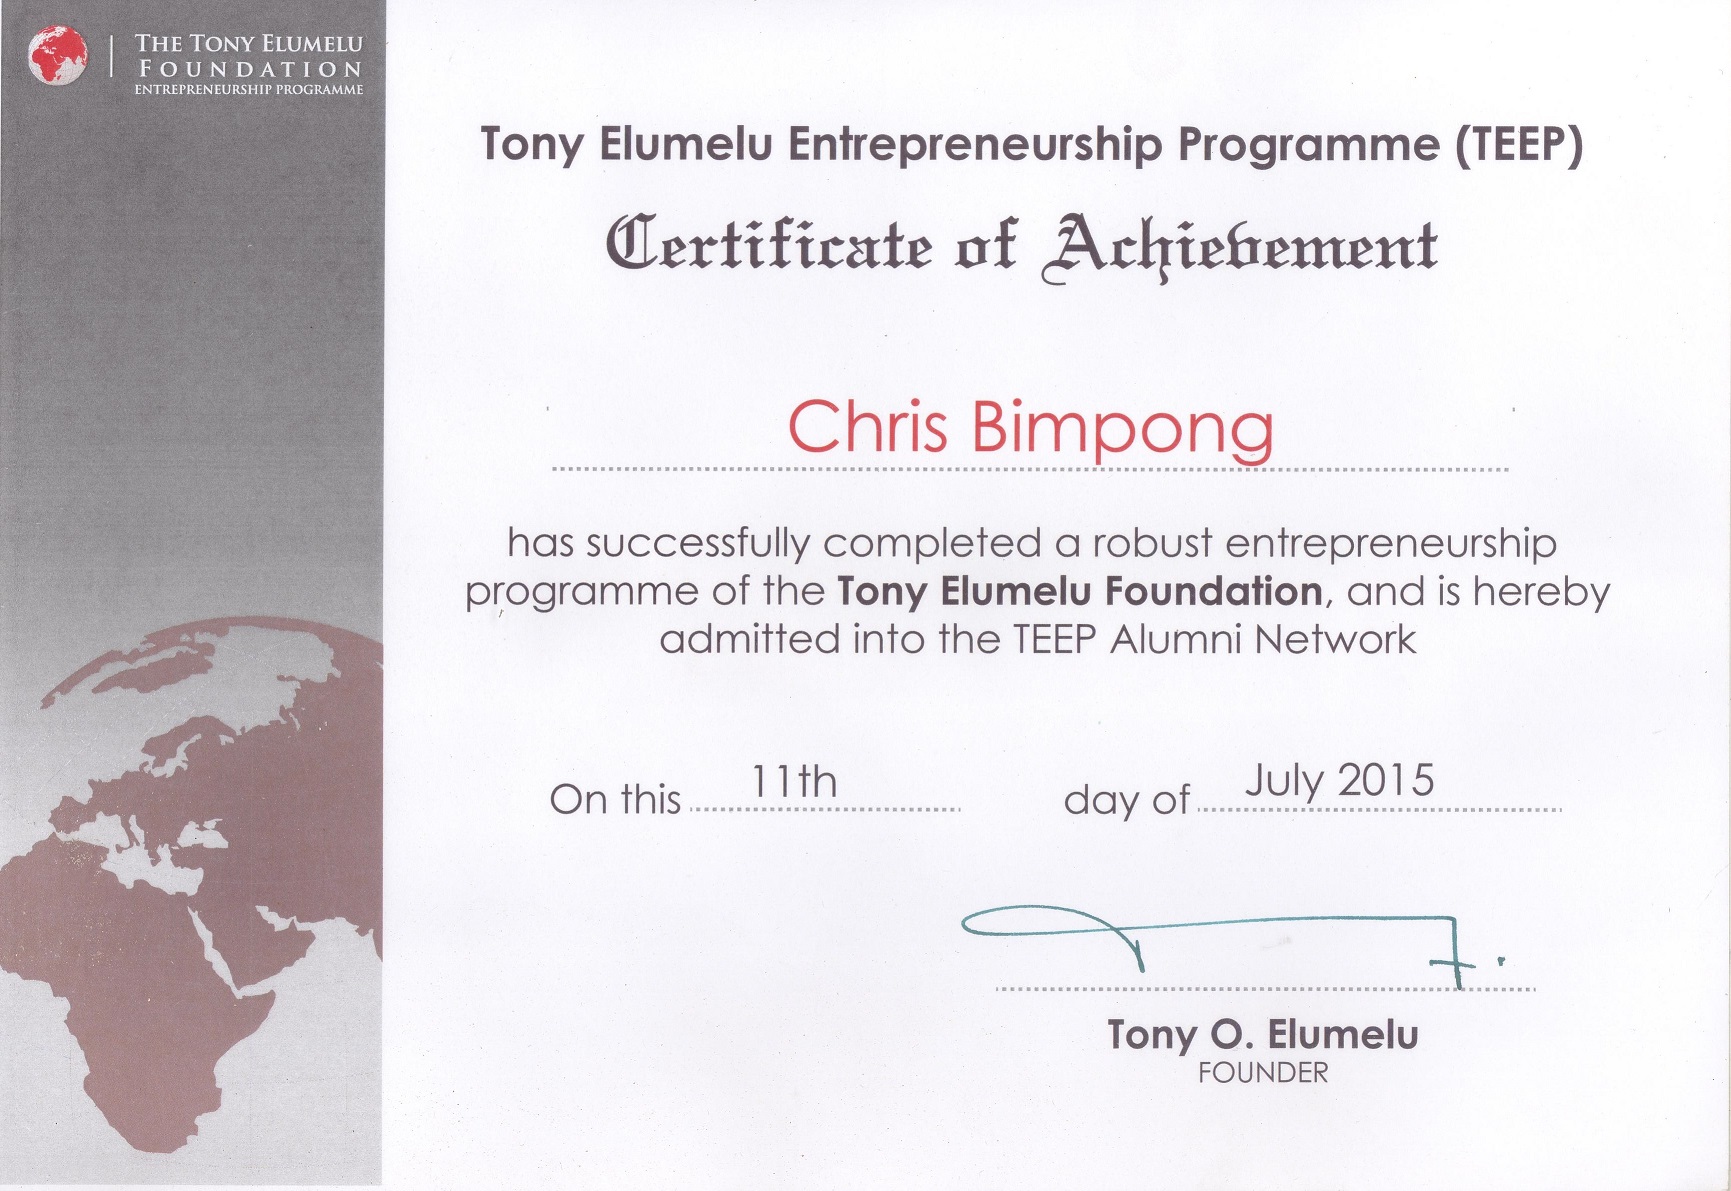 THE TONY ELUMELU
FOUNDATION
ENTREPRENEURSHIP PROGRAMME
Tony Elumelu Entrepreneurship Programme (TEEP)
Certificate of Achievement
Chris Bimpong
has successfully completed a robust entrepreneurship
programme of the Tony Elumelu Foundation, and is hereby
admitted into the TEEP Alumni Network
On this 11th day of July 2015
Tony O. Elumelu
FOUNDER